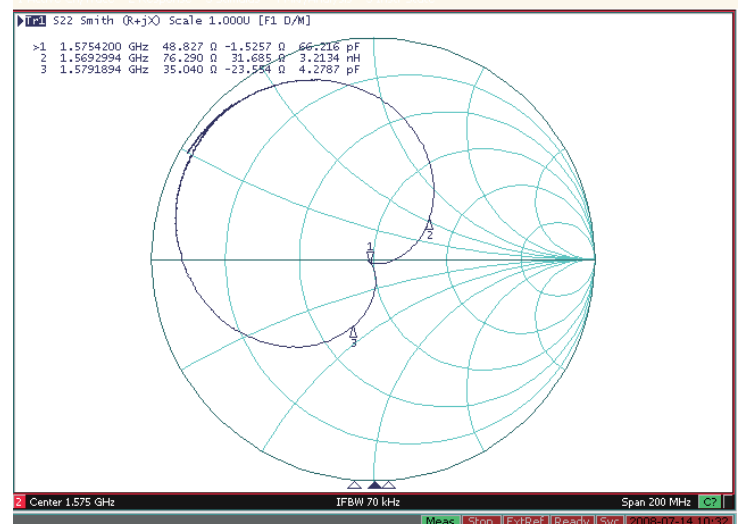 Tr1 S22 Smith (R+jX) Scale 1.000U [F1 D/M]
>1 1.5754200 GHz 48.827 Ω -1.5257 Ω 66.216 pF
2 1.5692994 GHz 76.290 Ω 31.685 Ω 3.2134 nH
3 1.5791894 GHz 35.040 Ω -23.554 Ω 4.2787 pF
1
2
3
2 Center 1.575 GHz IFBW 70 kHz Span 200 MHz C?
Meas Stop ExtRef Ready Svc 2008-07-14 10:32